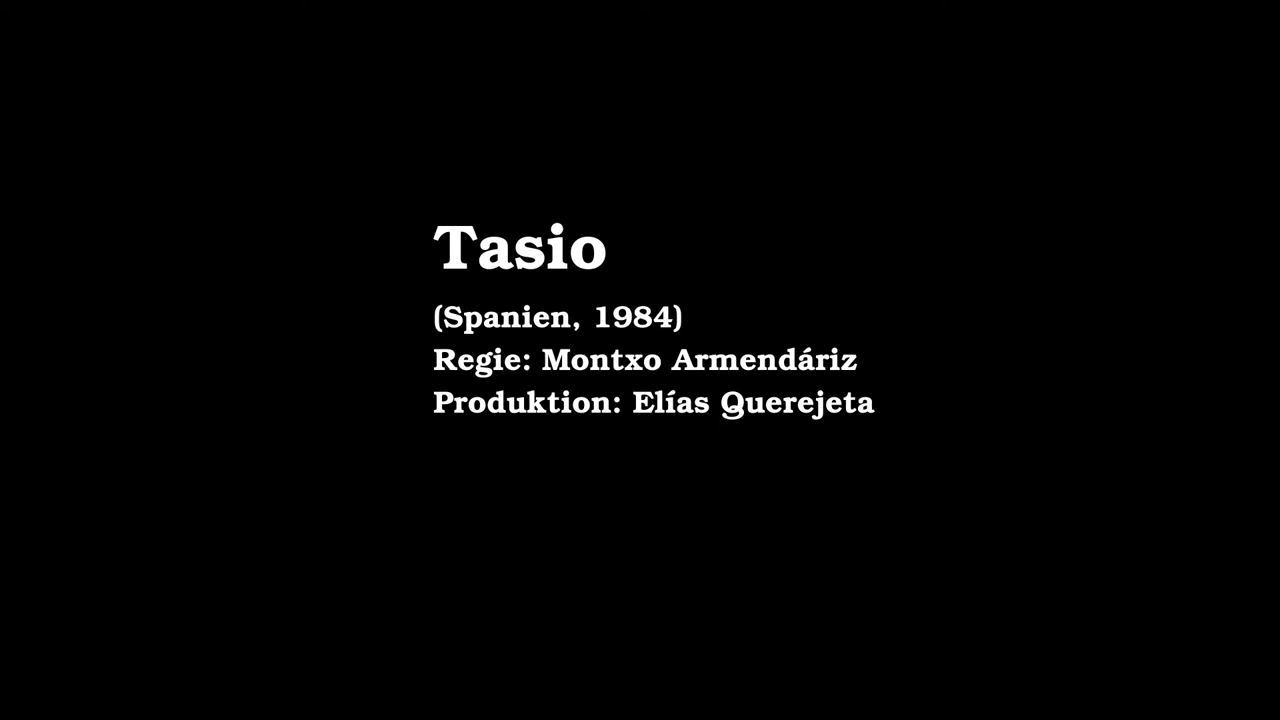 Tasio
(Spanien, 1984)
Regie: Montxo Armendáriz
Produktion: Elías Querejeta